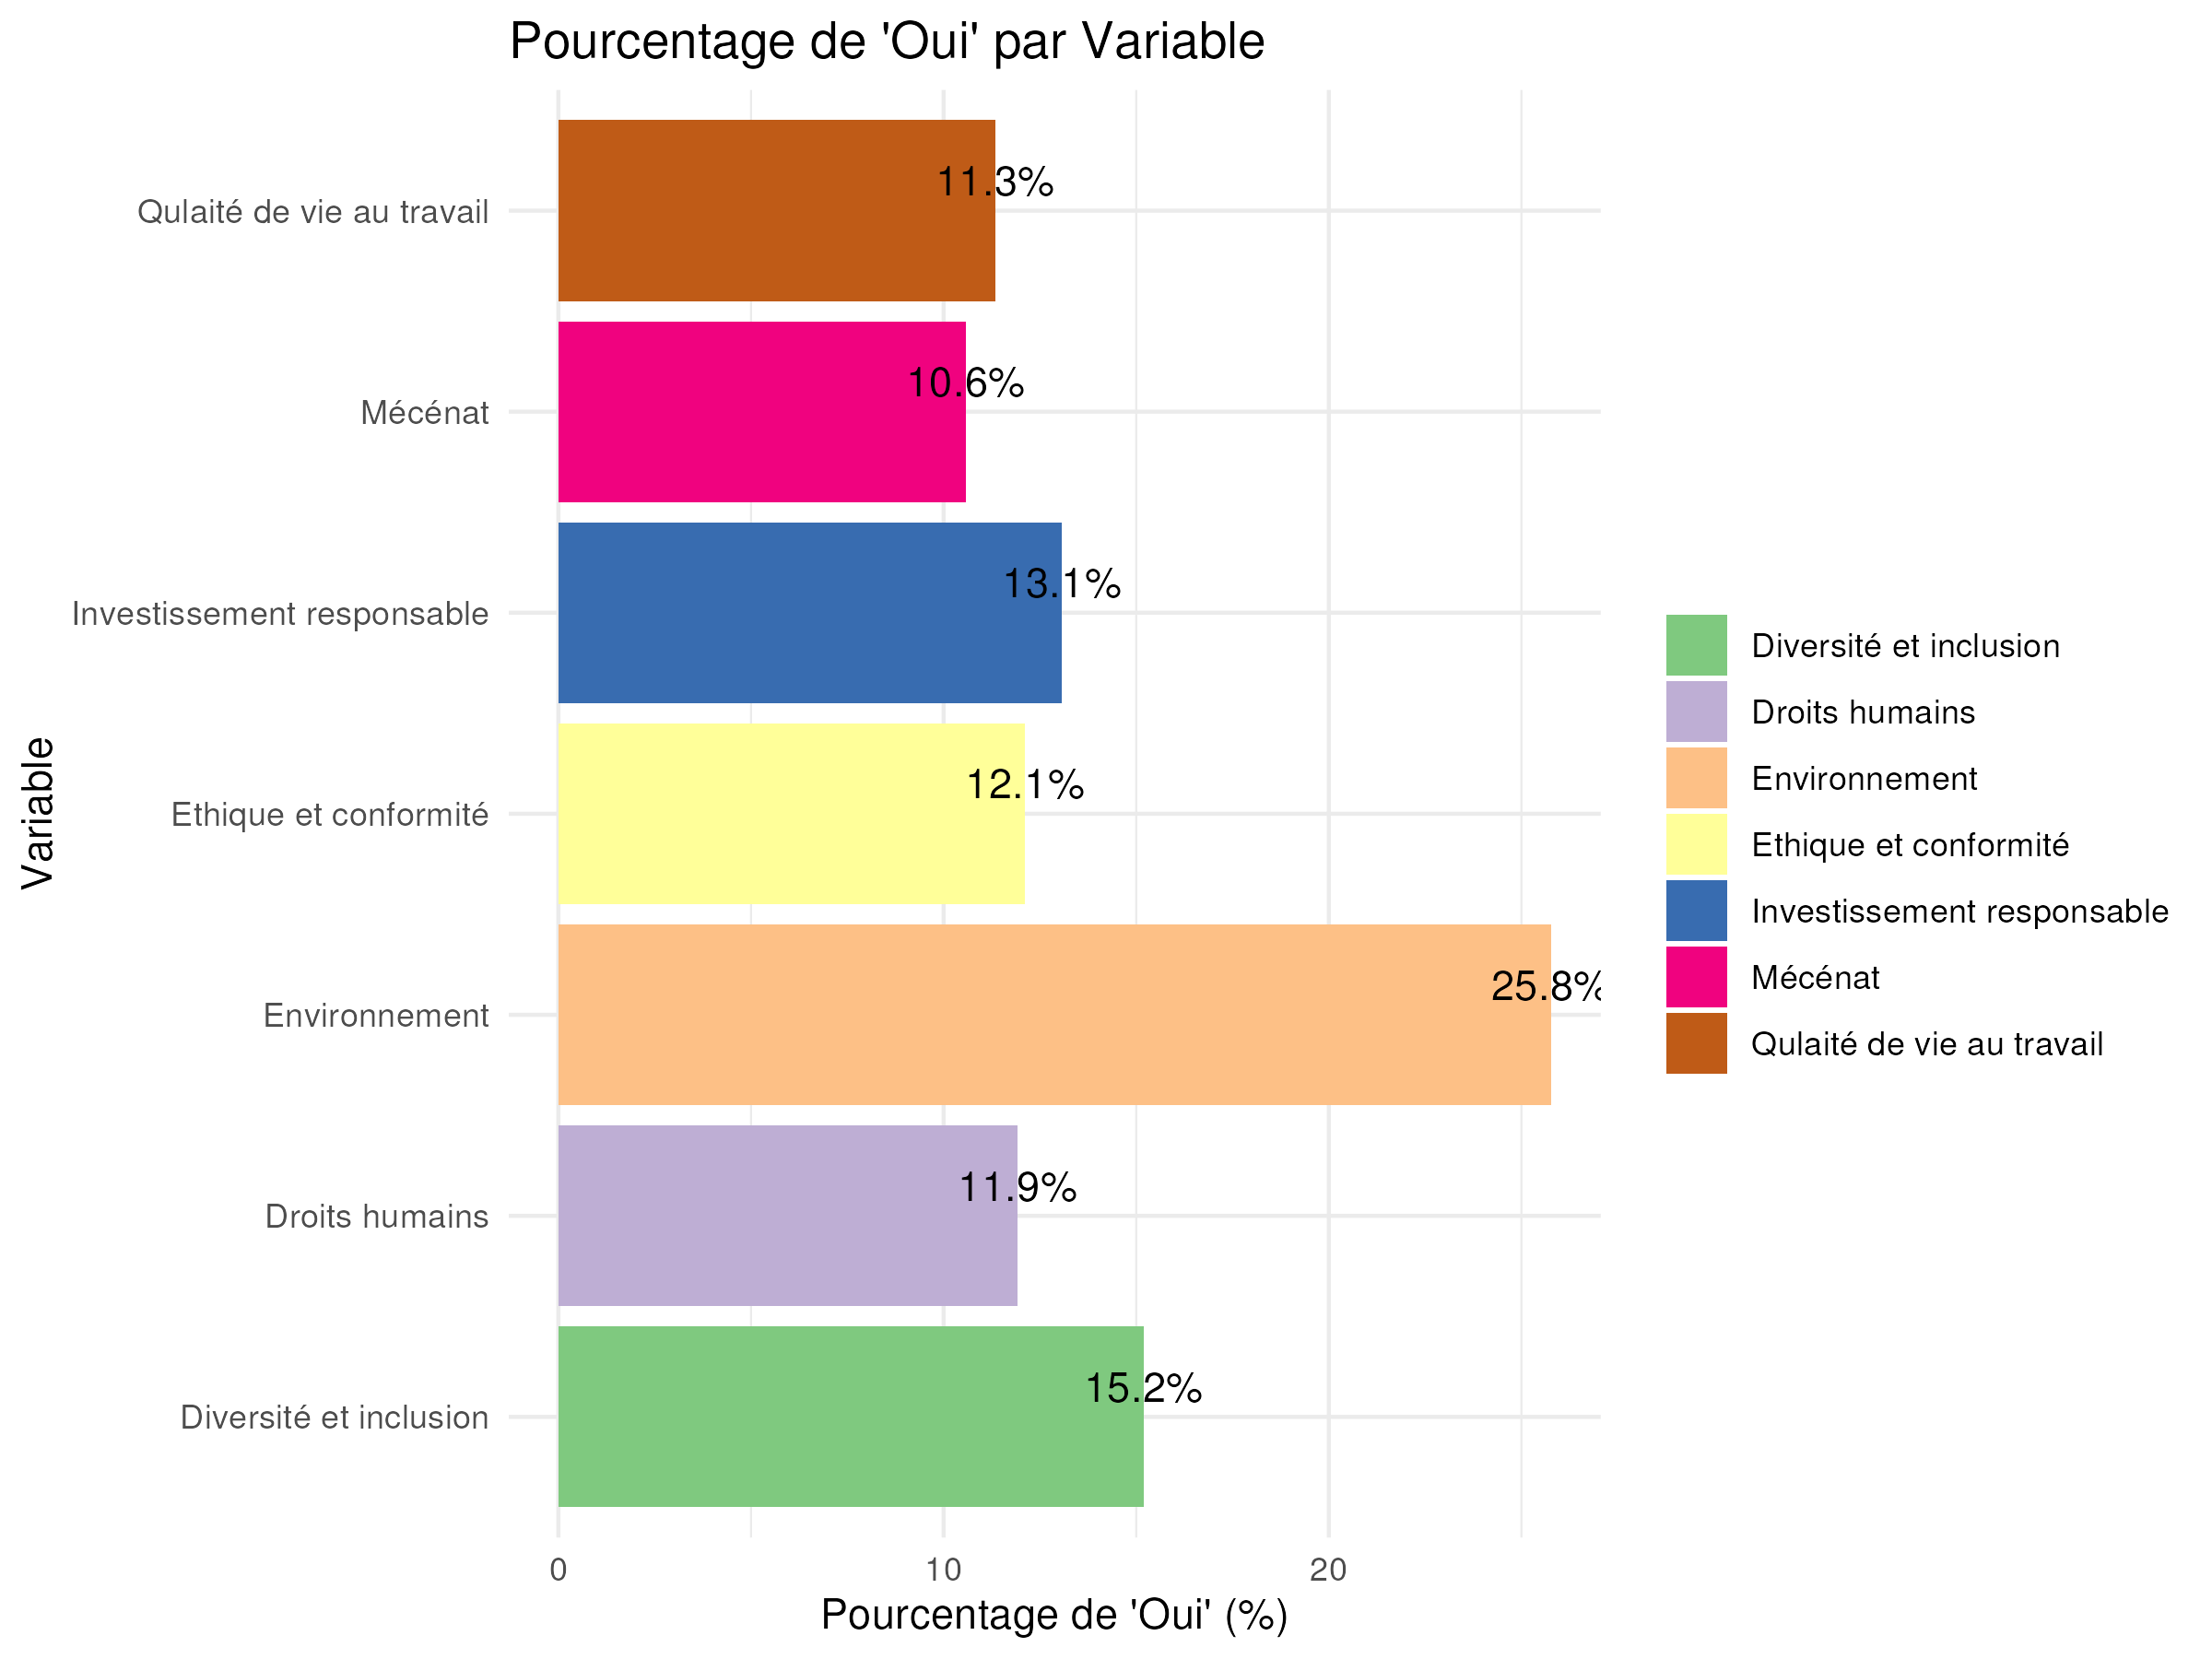 Pourcentage de 'Oui' par Variable
Variable
Qulaité de vie au travail
11.3%
Mécénat
10.6%
Investissement responsable
13.1%
Ethique et conformité
12.1%
Environnement
25.8%
Droits humains
11.9%
Diversité et inclusion
15.2%
0 10 20
Pourcentage de 'Oui' (%)
Diversité et inclusion
Droits humains
Environnement
Ethique et conformité
Investissement responsable
Mécénat
Qulaité de vie au travail